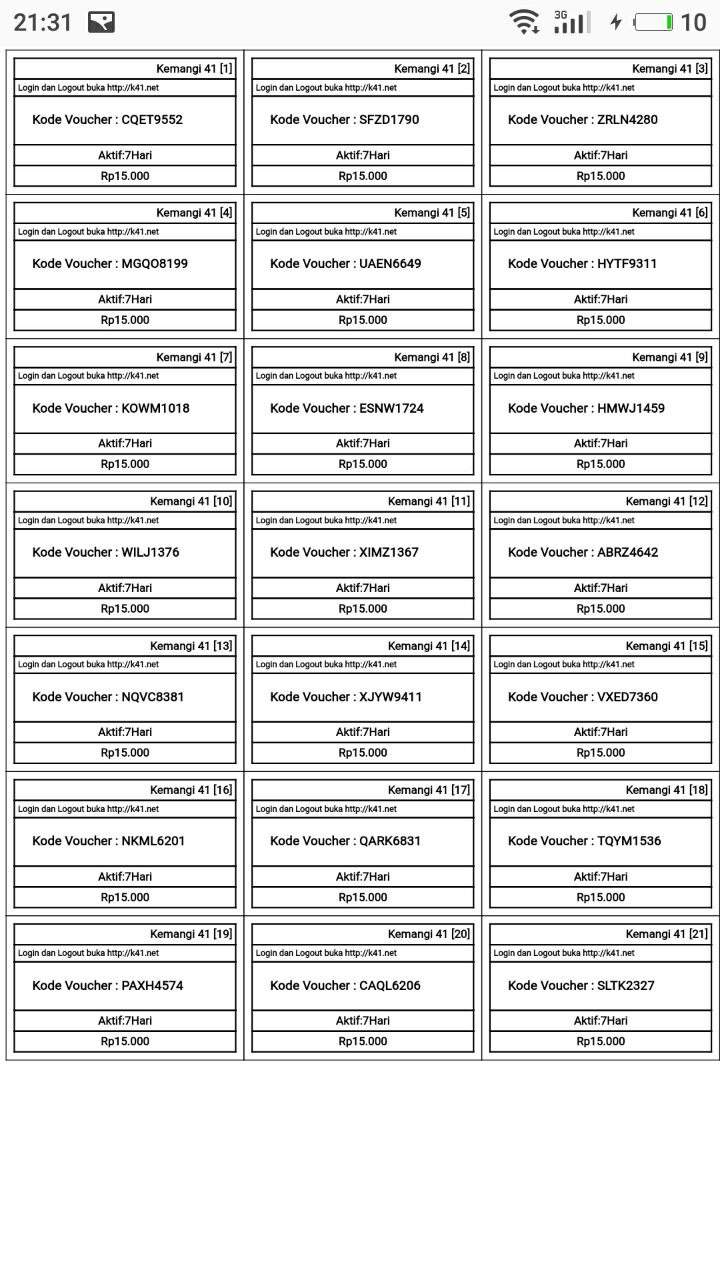 21:31 3G 10
Kemangi 41 [1]
Login dan Logout buka http://k41.net
Kode Voucher : CQET9552
Aktif:7Hari
Rp15.000
Kemangi 41 [2]
Login dan Logout buka http://k41.net
Kode Voucher : SFZD1790
Aktif:7Hari
Rp15.000
Kemangi 41 [3]
Login dan Logout buka http://k41.net
Kode Voucher : ZRLN4280
Aktif:7Hari
Rp15.000
Kemangi 41 [4]
Login dan Logout buka http://k41.net
Kode Voucher : MGQO8199
Aktif:7Hari
Rp15.000
Kemangi 41 [5]
Login dan Logout buka http://k41.net
Kode Voucher : UAEN6649
Aktif:7Hari
Rp15.000
Kemangi 41 [6]
Login dan Logout buka http://k41.net
Kode Voucher : HYTF9311
Aktif:7Hari
Rp15.000
Kemangi 41 [7]
Login dan Logout buka http://k41.net
Kode Voucher : KOWM1018
Aktif:7Hari
Rp15.000
Kemangi 41 [8]
Login dan Logout buka http://k41.net
Kode Voucher : ESNW1724
Aktif:7Hari
Rp15.000
Kemangi 41 [9]
Login dan Logout buka http://k41.net
Kode Voucher : HMWJ1459
Aktif:7Hari
Rp15.000
Kemangi 41 [10]
Login dan Logout buka http://k41.net
Kode Voucher : WILJ1376
Aktif:7Hari
Rp15.000
Kemangi 41 [11]
Login dan Logout buka http://k41.net
Kode Voucher : XIMZ1367
Aktif:7Hari
Rp15.000
Kemangi 41 [12]
Login dan Logout buka http://k41.net
Kode Voucher : ABRZ4642
Aktif:7Hari
Rp15.000
Kemangi 41 [13]
Login dan Logout buka http://k41.net
Kode Voucher : NQVC8381
Aktif:7Hari
Rp15.000
Kemangi 41 [14]
Login dan Logout buka http://k41.net
Kode Voucher : XJYW9411
Aktif:7Hari
Rp15.000
Kemangi 41 [15]
Login dan Logout buka http://k41.net
Kode Voucher : VXED7360
Aktif:7Hari
Rp15.000
Kemangi 41 [16]
Login dan Logout buka http://k41.net
Kode Voucher : NKML6201
Aktif:7Hari
Rp15.000
Kemangi 41 [17]
Login dan Logout buka http://k41.net
Kode Voucher : QARK6831
Aktif:7Hari
Rp15.000
Kemangi 41 [18]
Login dan Logout buka http://k41.net
Kode Voucher : TQYM1536
Aktif:7Hari
Rp15.000
Kemangi 41 [19]
Login dan Logout buka http://k41.net
Kode Voucher : PAXH4574
Aktif:7Hari
Rp15.000
Kemangi 41 [20]
Login dan Logout buka http://k41.net
Kode Voucher : CAQL6206
Aktif:7Hari
Rp15.000
Kemangi 41 [21]
Login dan Logout buka http://k41.net
Kode Voucher : SLTK2327
Aktif:7Hari
Rp15.000